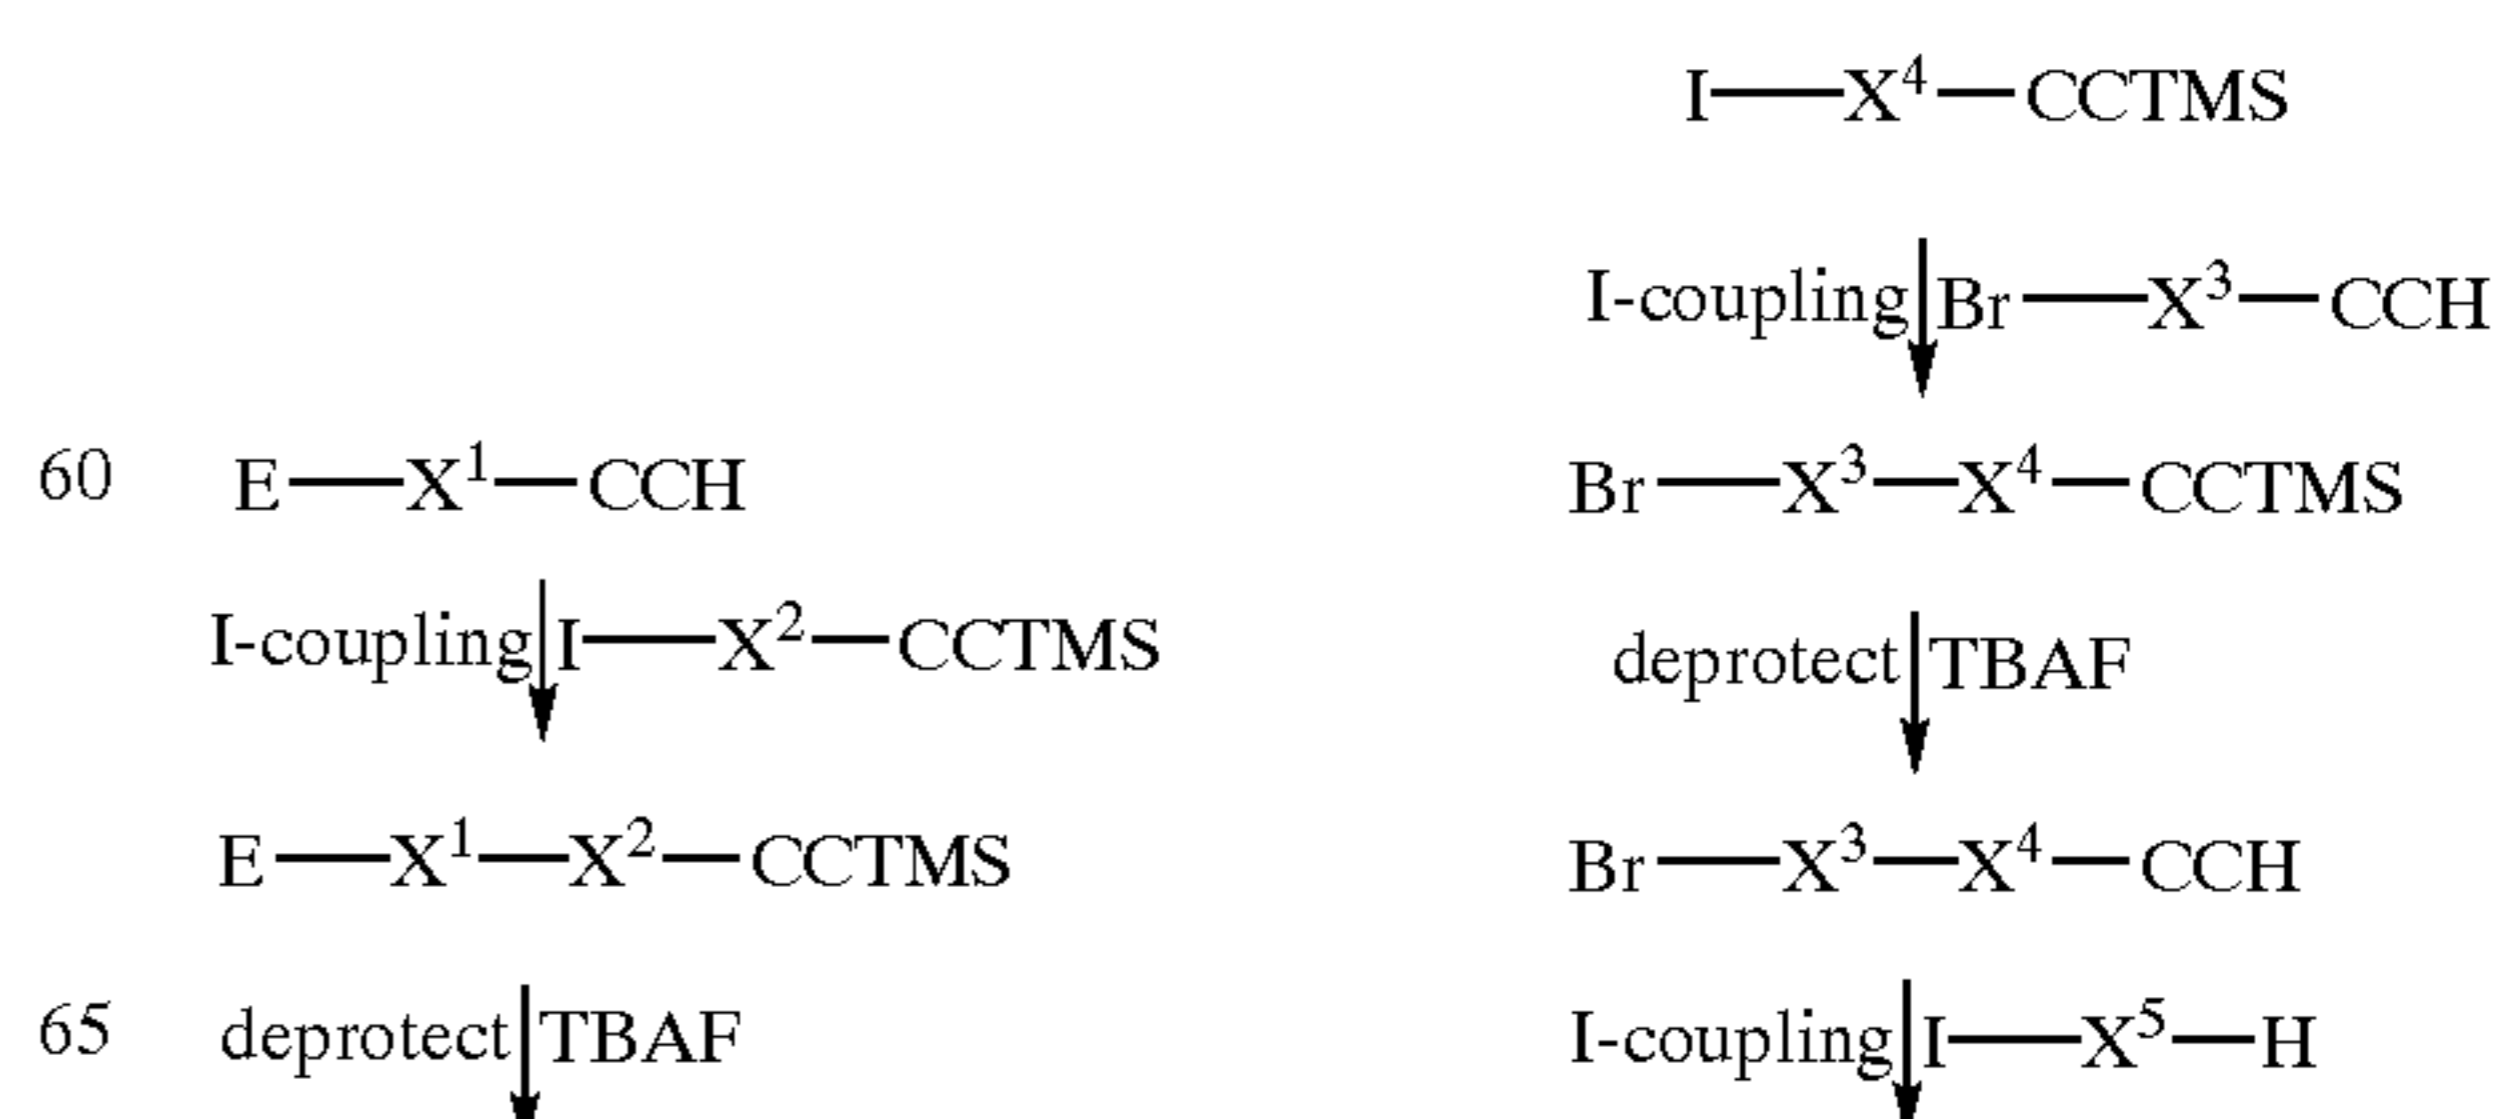 I—X⁴—CCTMS
I-coupling Br—X³—CCH
60 E—X¹—CCH Br—X³—X⁴—CCTMS
I-coupling I—X²—CCTMS deprotect TBAF
E—X¹—X²—CCTMS Br—X³—X⁴—CCH
65 deprotect TBAF I-coupling I—X⁵—H